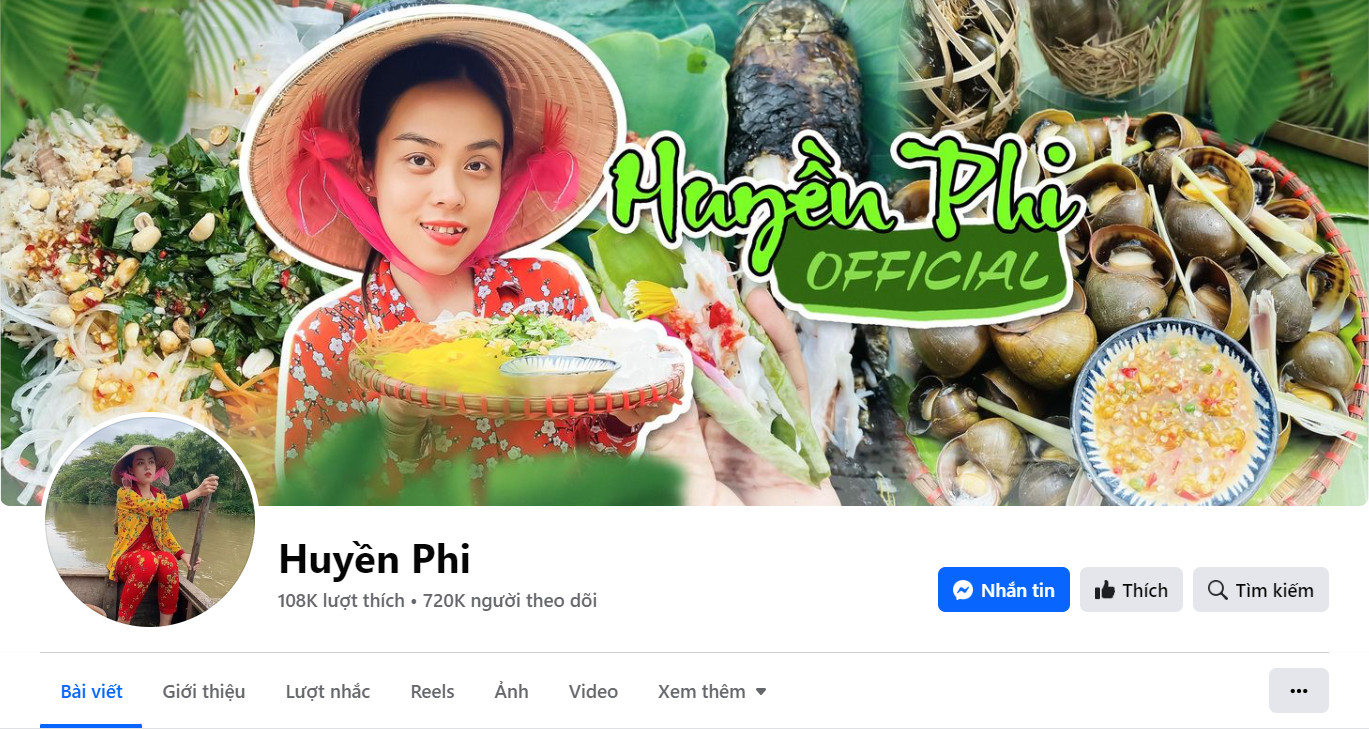 Huyền Phi
OFFICIAL
Huyền Phi
108K lượt thích • 720K người theo dõi
Nhắn tin
Thích
Tìm kiếm
Bài viết
Giới thiệu
Lượt nhắc
Reels
Ảnh
Video
Xem thêm